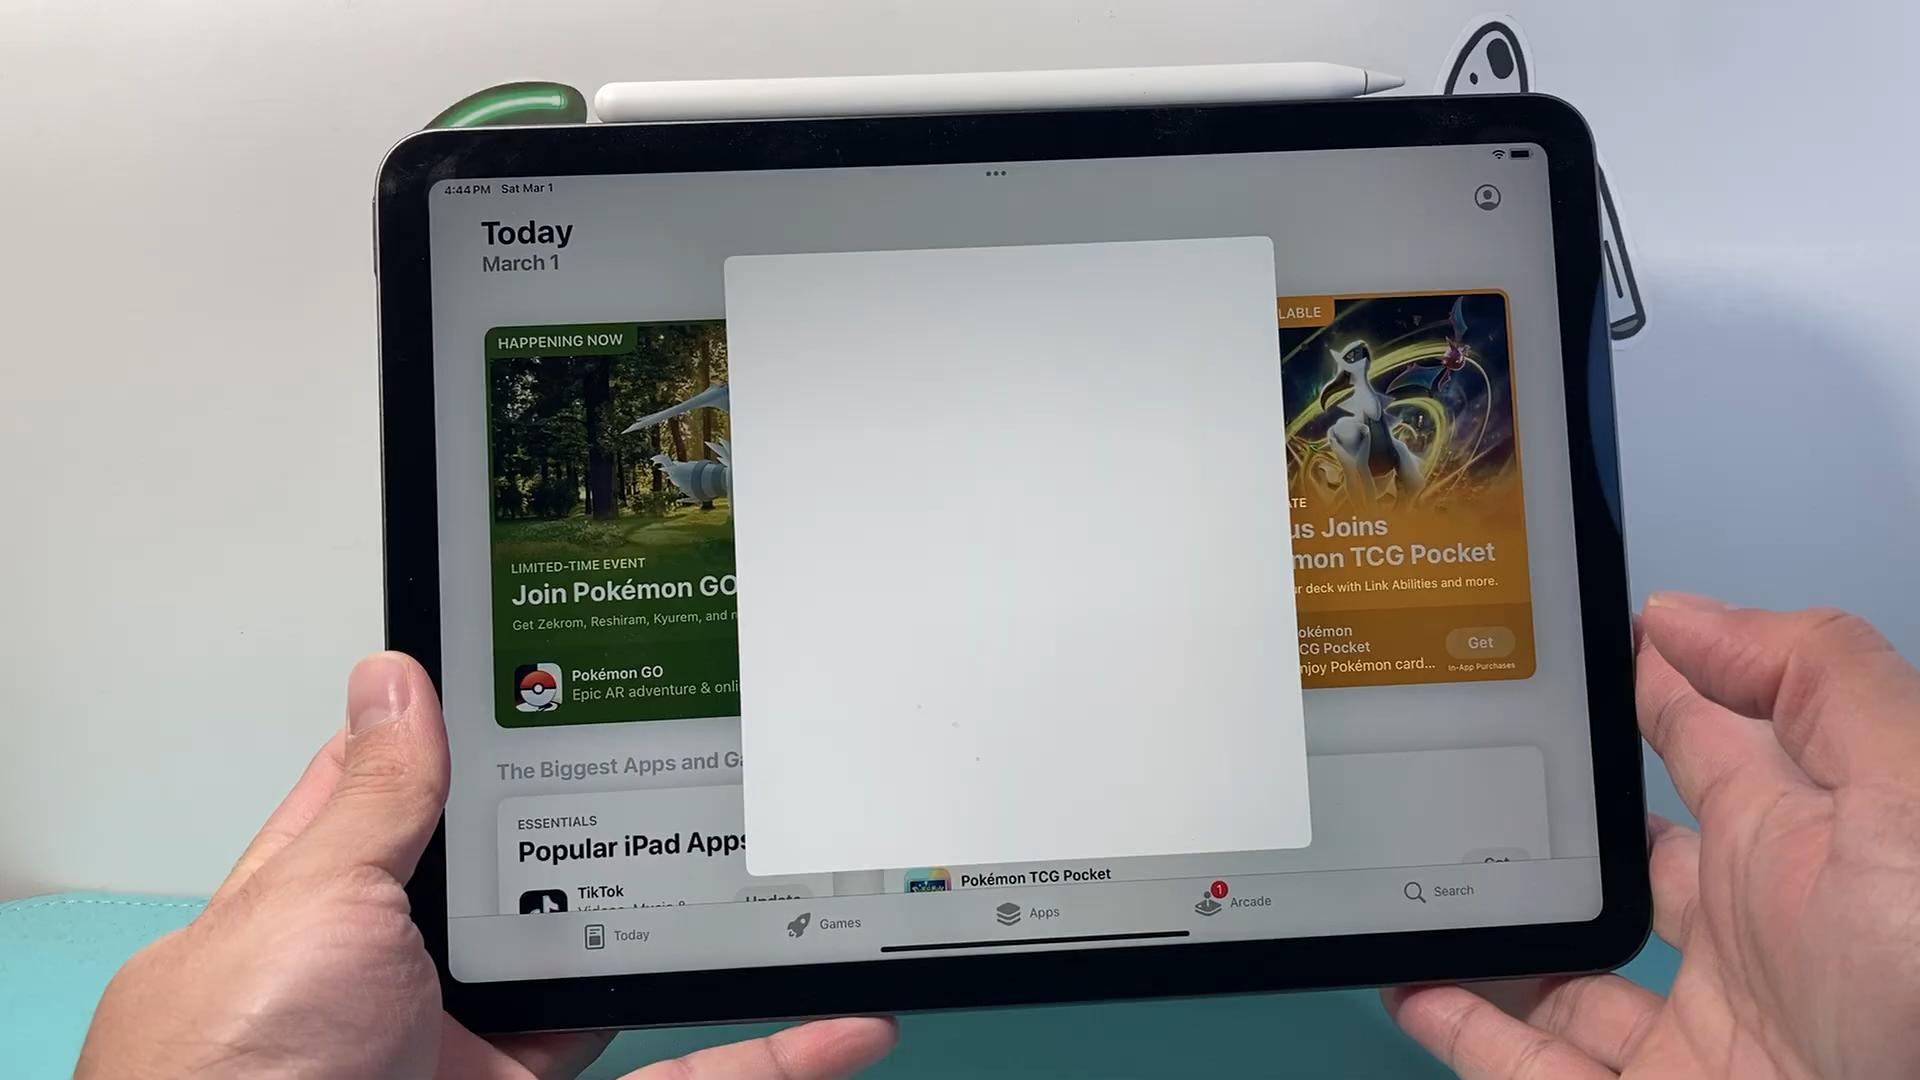 4:44 PM Sat Mar 1
Today
March 1
HAPPENING NOW
LIMITED-TIME EVENT
Join Pokémon GO
Get Zekrom, Reshiram, Kyurem, and
Pokémon GO
Epic AR adventure & onli
LABLE
ATE
us Joins
mon TCG Pocket
r deck with Link Abilities and more.
okémon
CG Pocket
njoy Pokémon card...
Get
In-App Purchases
The Biggest Apps and Ga
ESSENTIALS
Popular iPad Apps
TikTok
Update
Pokémon TCG Pocket
Get
Today
Games
Apps
1
Arcade
Search